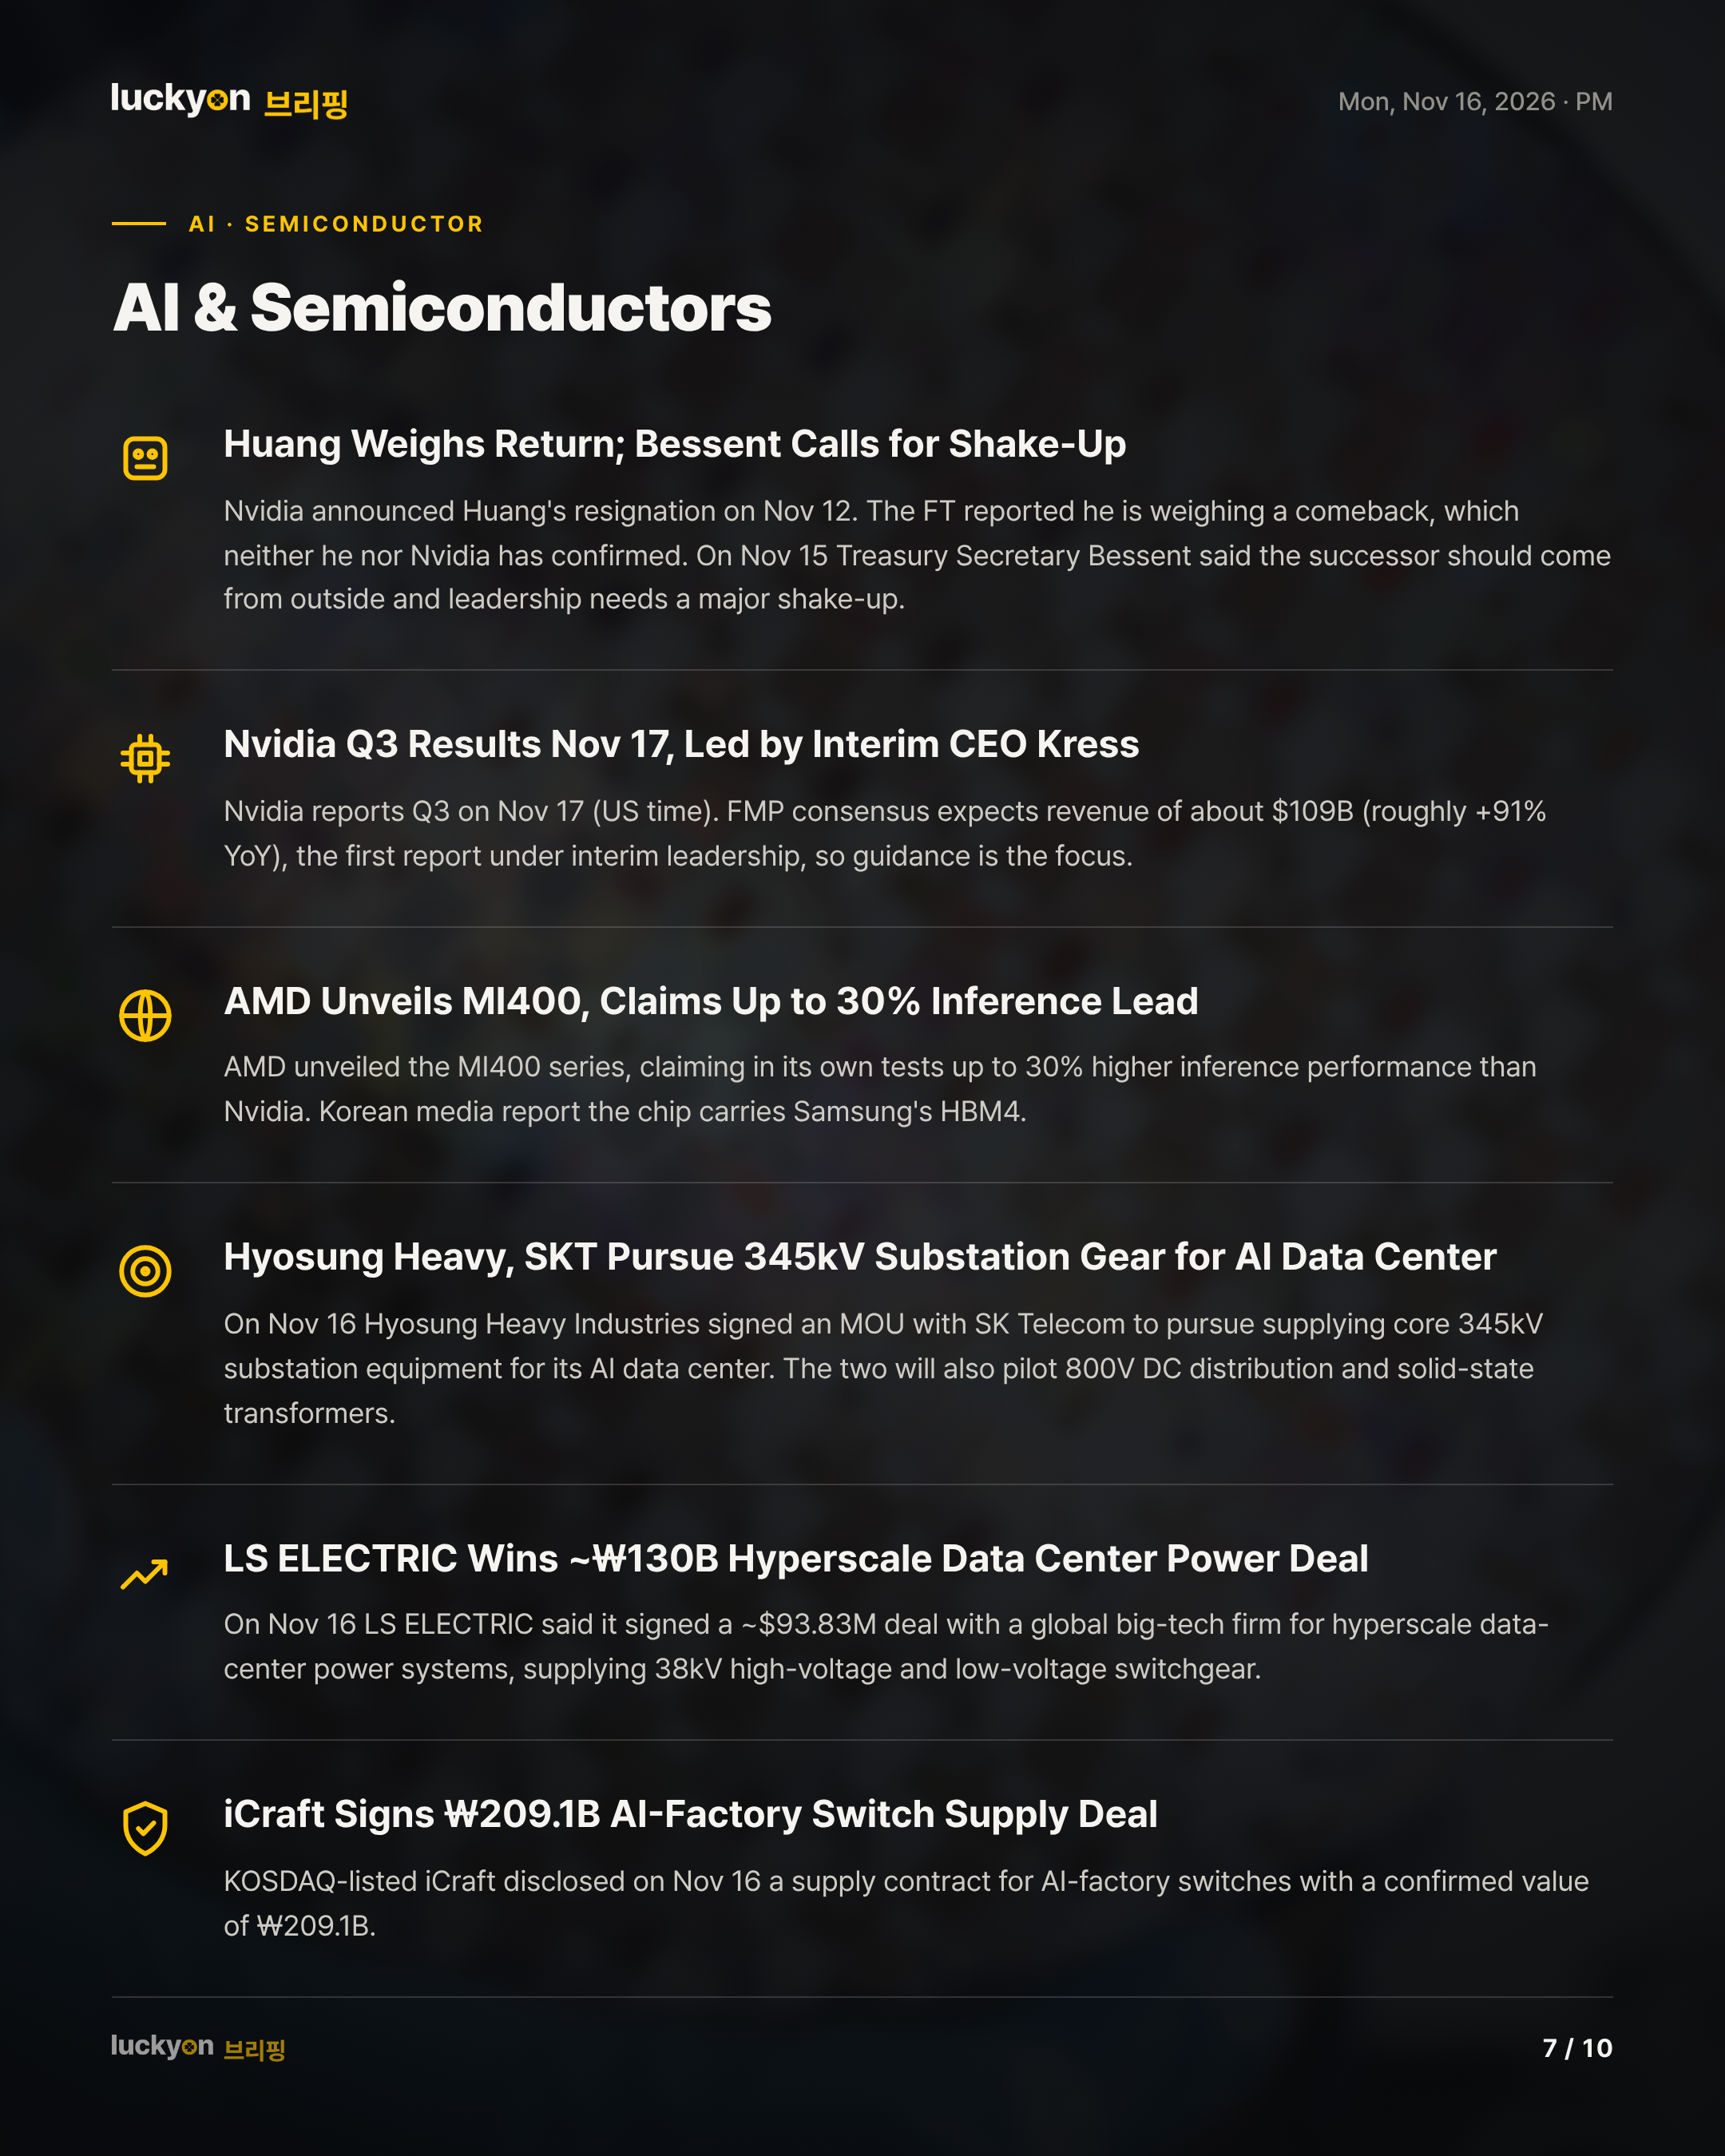 luckyon 브리핑
Mon, Nov 16, 2026 · PM
AI · SEMICONDUCTOR
AI & Semiconductors
Huang Weighs Return; Bessent Calls for Shake-Up
Nvidia announced Huang's resignation on Nov 12. The FT reported he is weighing a comeback, which
neither he nor Nvidia has confirmed. On Nov 15 Treasury Secretary Bessent said the successor should come
from outside and leadership needs a major shake-up.
Nvidia Q3 Results Nov 17, Led by Interim CEO Kress
Nvidia reports Q3 on Nov 17 (US time). FMP consensus expects revenue of about $109B (roughly +91%
YoY), the first report under interim leadership, so guidance is the focus.
AMD Unveils MI400, Claims Up to 30% Inference Lead
AMD unveiled the MI400 series, claiming in its own tests up to 30% higher inference performance than
Nvidia. Korean media report the chip carries Samsung's HBM4.
Hyosung Heavy, SKT Pursue 345kV Substation Gear for AI Data Center
On Nov 16 Hyosung Heavy Industries signed an MOU with SK Telecom to pursue supplying core 345kV
substation equipment for its AI data center. The two will also pilot 800V DC distribution and solid-state
transformers.
LS ELECTRIC Wins ~₩130B Hyperscale Data Center Power Deal
On Nov 16 LS ELECTRIC said it signed a ~$93.83M deal with a global big-tech firm for hyperscale data-
center power systems, supplying 38kV high-voltage and low-voltage switchgear.
iCraft Signs ₩209.1B AI-Factory Switch Supply Deal
KOSDAQ-listed iCraft disclosed on Nov 16 a supply contract for AI-factory switches with a confirmed value
of ₩209.1B.
luckyon 브리핑
7 / 10